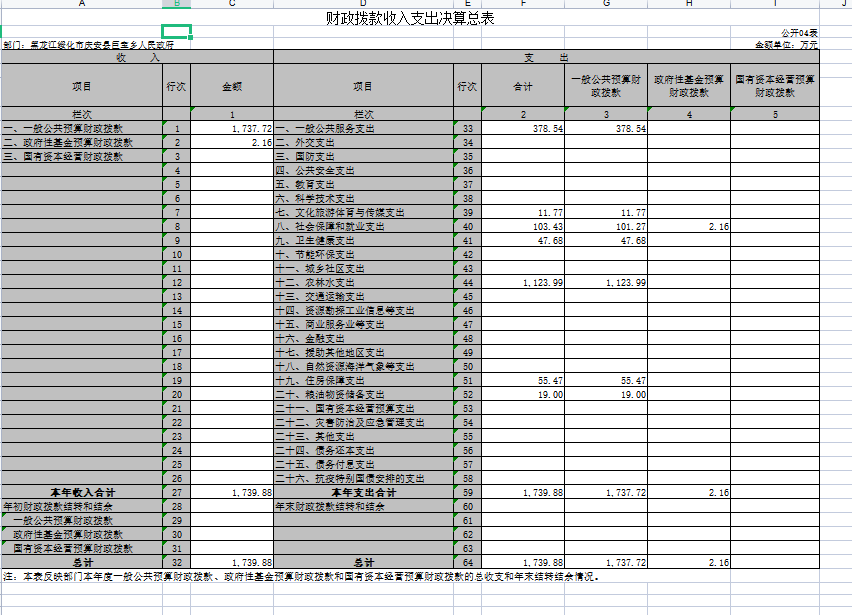 A B C D E F G H I J
财政拨款收入支出决算总表
公开04表
部门：黑龙江绥化市庆安县巨宝乡人民政府 金额单位：万元
收 入 支 出
项目 行次 金额 项目 行次 合计 一般公共预算财政拨款 政府性基金预算财政拨款 国有资本经营预算财政拨款
栏次 1 栏次 2 3 4 5
一、一般公共预算财政拨款 1 1,737.72 一、一般公共服务支出 33 378.54 378.54
二、政府性基金预算财政拨款 2 2.16 二、外交支出 34
三、国有资本经营财政拨款 3 三、国防支出 35
4 四、公共安全支出 36
5 五、教育支出 37
6 六、科学技术支出 38
7 七、文化旅游体育与传媒支出 39 11.77 11.77
8 八、社会保障和就业支出 40 103.43 101.27 2.16
9 九、卫生健康支出 41 47.68 47.68
10 十、节能环保支出 42
11 十一、城乡社区支出 43
12 十二、农林水支出 44 1,123.99 1,123.99
13 十三、交通运输支出 45
14 十四、资源勘探工业信息等支出 46
15 十五、商业服务业等支出 47
16 十六、金融支出 48
17 十七、援助其他地区支出 49
18 十八、自然资源海洋气象等支出 50
19 十九、住房保障支出 51 55.47 55.47
20 二十、粮油物资储备支出 52 19.00 19.00
21 二十一、国有资本经营预算支出 53
22 二十二、灾害防治及应急管理支出 54
23 二十三、其他支出 55
24 二十四、债务还本支出 56
25 二十五、债务付息支出 57
26 二十六、抗疫特别国债安排的支出 58
本年收入合计 27 1,739.88 本年支出合计 59 1,739.88 1,737.72 2.16
年初财政拨款结转和结余 28 年末财政拨款结转和结余 60
一般公共预算财政拨款 29 61
政府性基金预算财政拨款 30 62
国有资本经营预算财政拨款 31 63
总计 32 1,739.88 总计 64 1,739.88 1,737.72 2.16
注：本表反映部门本年度一般公共预算财政拨款、政府性基金预算财政拨款和国有资本经营预算财政拨款的总收支和年末结转结余情况。